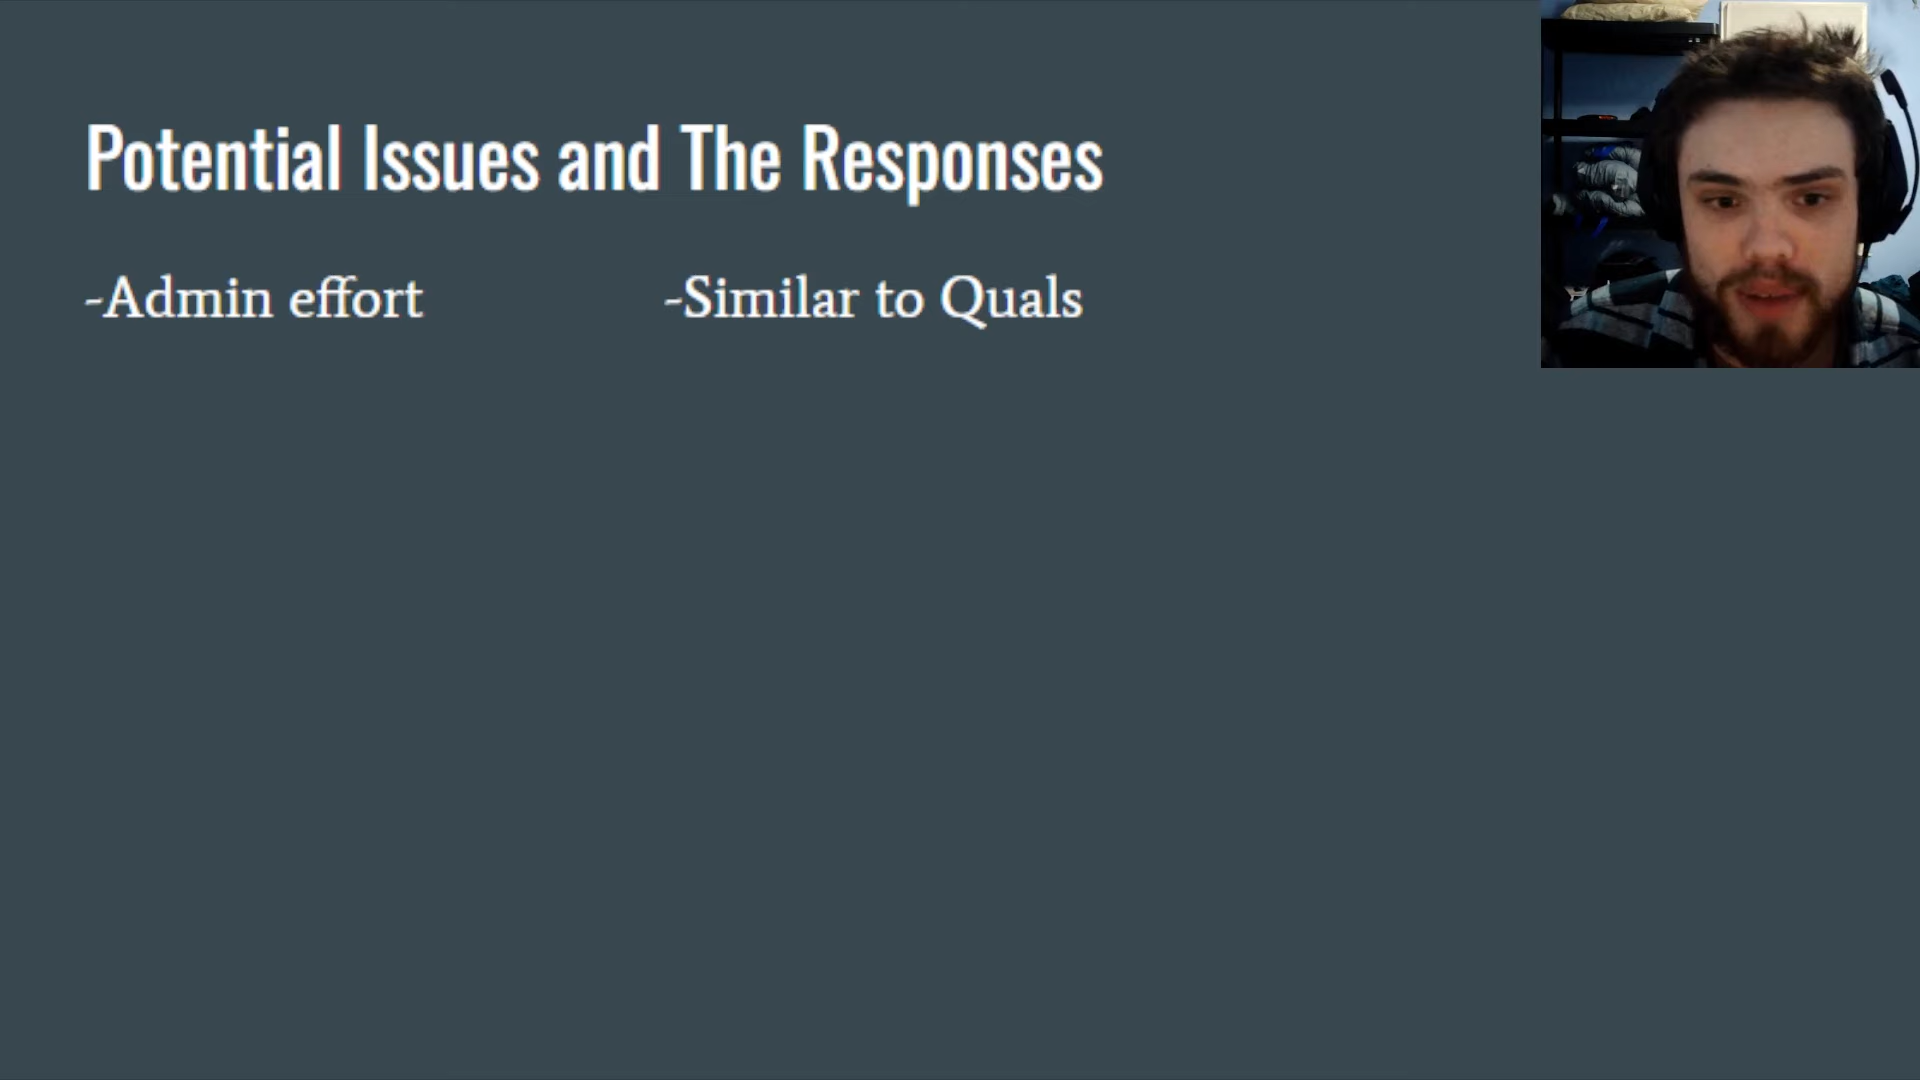 Potential Issues and The Responses
-Admin effort
-Similar to Quals